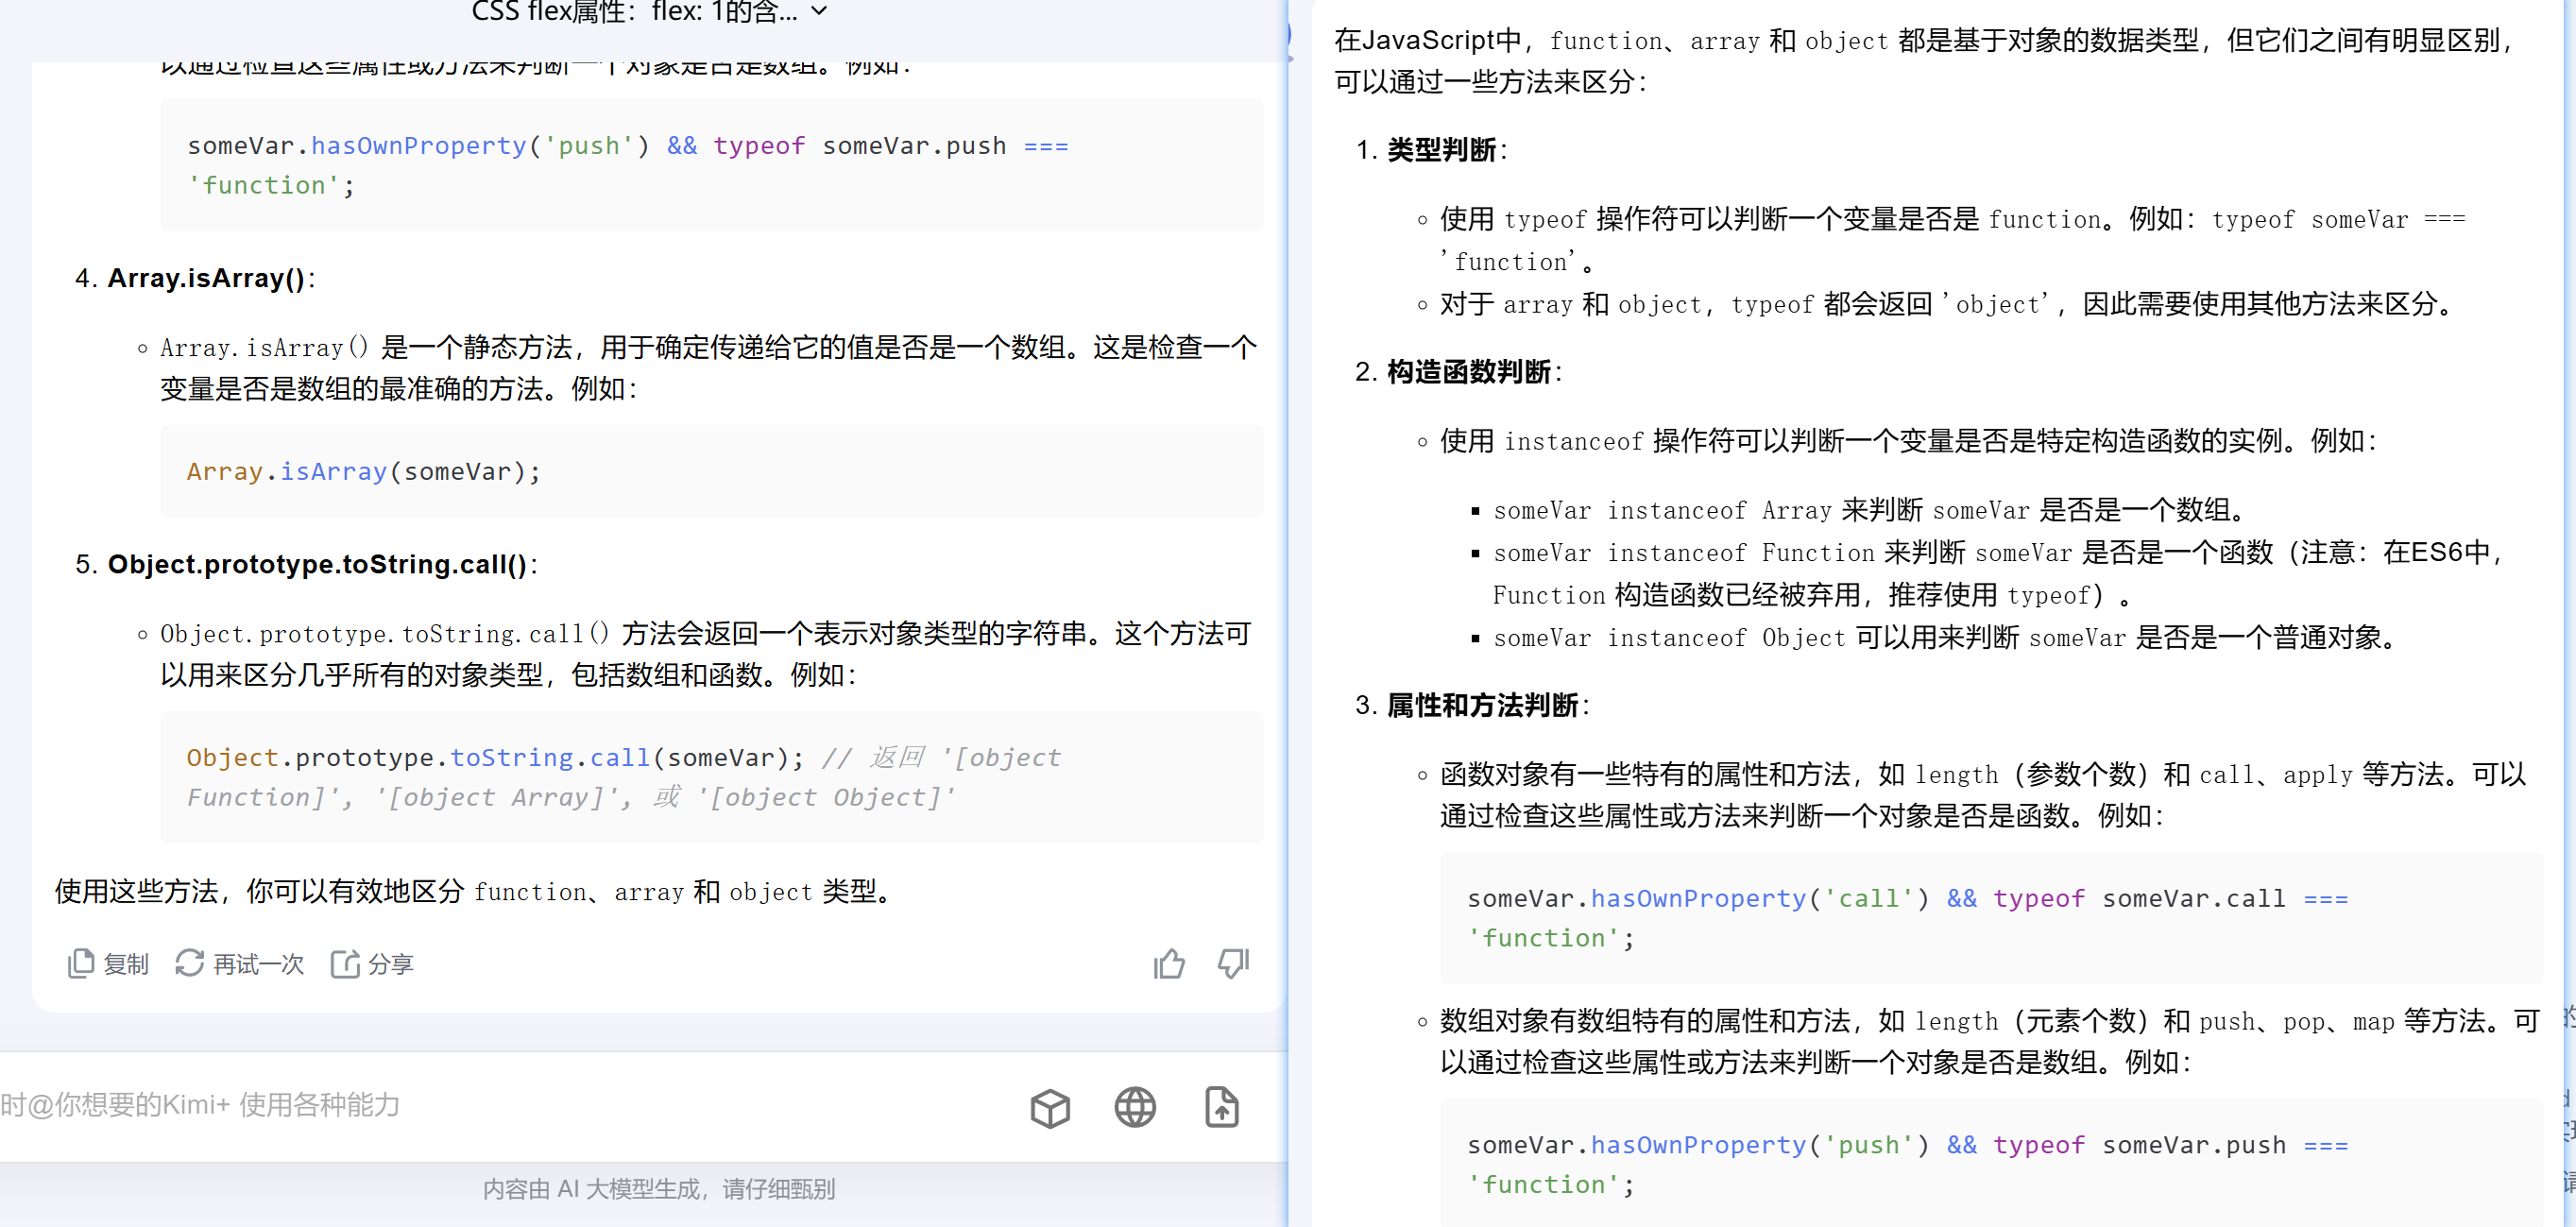 CSS flex属性：flex: 1的含...
以通过检查这些属性或方法来判断一个对象是否是数组。例如：
someVar.hasOwnProperty('push') && typeof someVar.push ===
'function';
4. Array.isArray()：
Array.isArray() 是一个静态方法，用于确定传递给它的值是否是一个数组。这是检查一个
变量是否是数组的最准确的方法。例如：
Array.isArray(someVar);
5. Object.prototype.toString.call()：
Object.prototype.toString.call() 方法会返回一个表示对象类型的字符串。这个方法可
以用来区分几乎所有的对象类型，包括数组和函数。例如：
Object.prototype.toString.call(someVar); // 返回 '[object
Function]', '[object Array]', 或 '[object Object]'
使用这些方法，你可以有效地区分 function、array 和 object 类型。
复制 再试一次 分享
时@你想要的Kimi+ 使用各种能力
内容由 AI 大模型生成，请仔细甄别
在JavaScript中，function、array 和 object 都是基于对象的数据类型，但它们之间有明显区别，
可以通过一些方法来区分：
1. 类型判断：
使用 typeof 操作符可以判断一个变量是否是 function。例如：typeof someVar ===
'function'。
对于 array 和 object，typeof 都会返回 'object'，因此需要使用其他方法来区分。
2. 构造函数判断：
使用 instanceof 操作符可以判断一个变量是否是特定构造函数的实例。例如：
someVar instanceof Array 来判断 someVar 是否是一个数组。
someVar instanceof Function 来判断 someVar 是否是一个函数（注意：在ES6中，
Function 构造函数已经被弃用，推荐使用 typeof）。
someVar instanceof Object 可以用来判断 someVar 是否是一个普通对象。
3. 属性和方法判断：
函数对象有一些特有的属性和方法，如 length（参数个数）和 call、apply 等方法。可以
通过检查这些属性或方法来判断一个对象是否是函数。例如：
someVar.hasOwnProperty('call') && typeof someVar.call ===
'function';
数组对象有数组特有的属性和方法，如 length（元素个数）和 push、pop、map 等方法。可
以通过检查这些属性或方法来判断一个对象是否是数组。例如：
someVar.hasOwnProperty('push') && typeof someVar.push ===
'function';